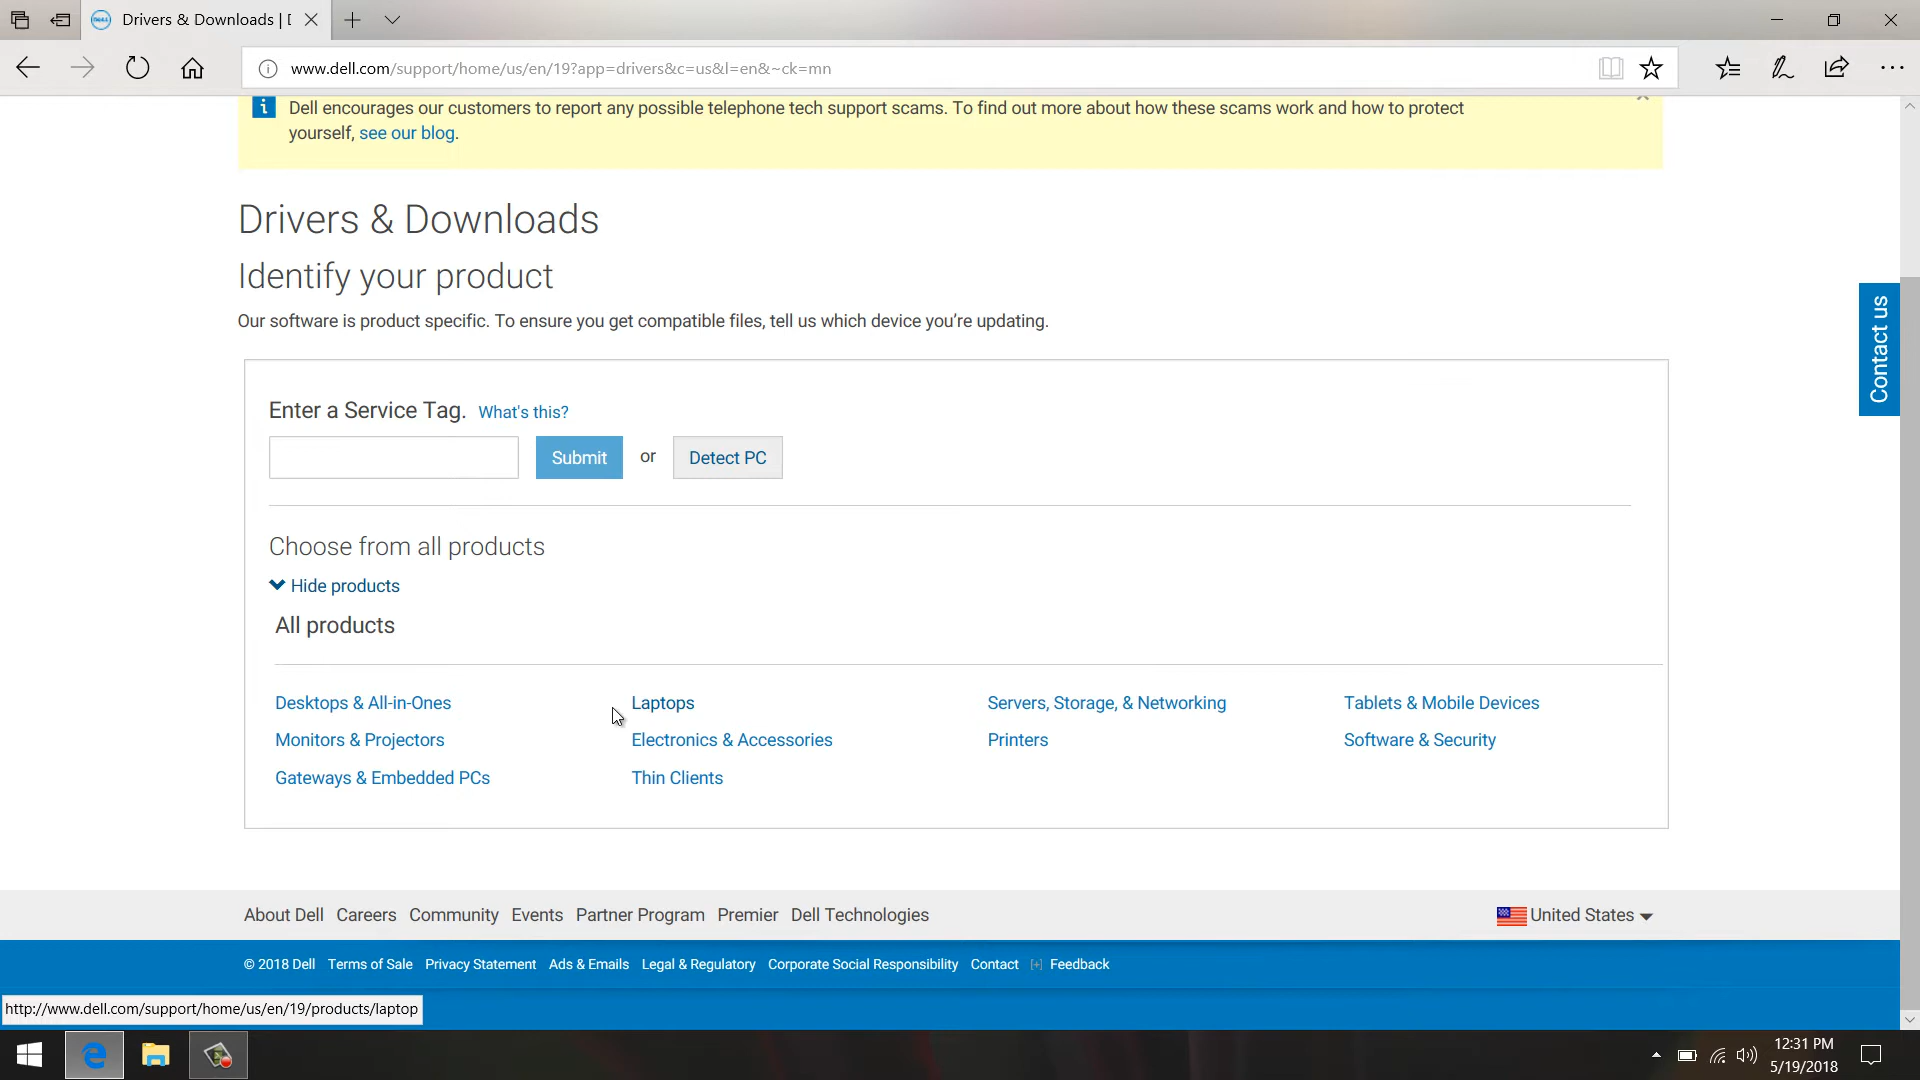 Drivers & Downloads | D
www.dell.com/support/home/us/en/19?app=drivers&c=us&l=en&~ck=mn
Dell encourages our customers to report any possible telephone tech support scams. To find out more about how these scams work and how to protect
yourself, see our blog.
Drivers & Downloads
Identify your product
Our software is product specific. To ensure you get compatible files, tell us which device you’re updating.
Contact us
Enter a Service Tag. What's this?
Submit or Detect PC
Choose from all products
Hide products
All products
Desktops & All-in-Ones Laptops Servers, Storage, & Networking Tablets & Mobile Devices
Monitors & Projectors Electronics & Accessories Printers Software & Security
Gateways & Embedded PCs Thin Clients
About Dell Careers Community Events Partner Program Premier Dell Technologies United States
© 2018 Dell Terms of Sale Privacy Statement Ads & Emails Legal & Regulatory Corporate Social Responsibility Contact [+] Feedback
http://www.dell.com/support/home/us/en/19/products/laptop
12:31 PM
5/19/2018